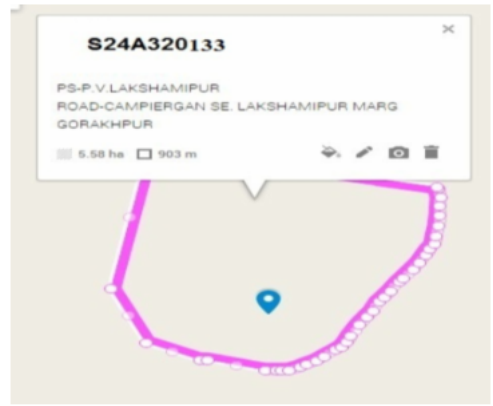 S24A320133
PS-P.V.LAKSHAMIPUR
ROAD-CAMPIERGAN SE. LAKSHAMIPUR MARG
GORAKHPUR
5.58 ha 903 m